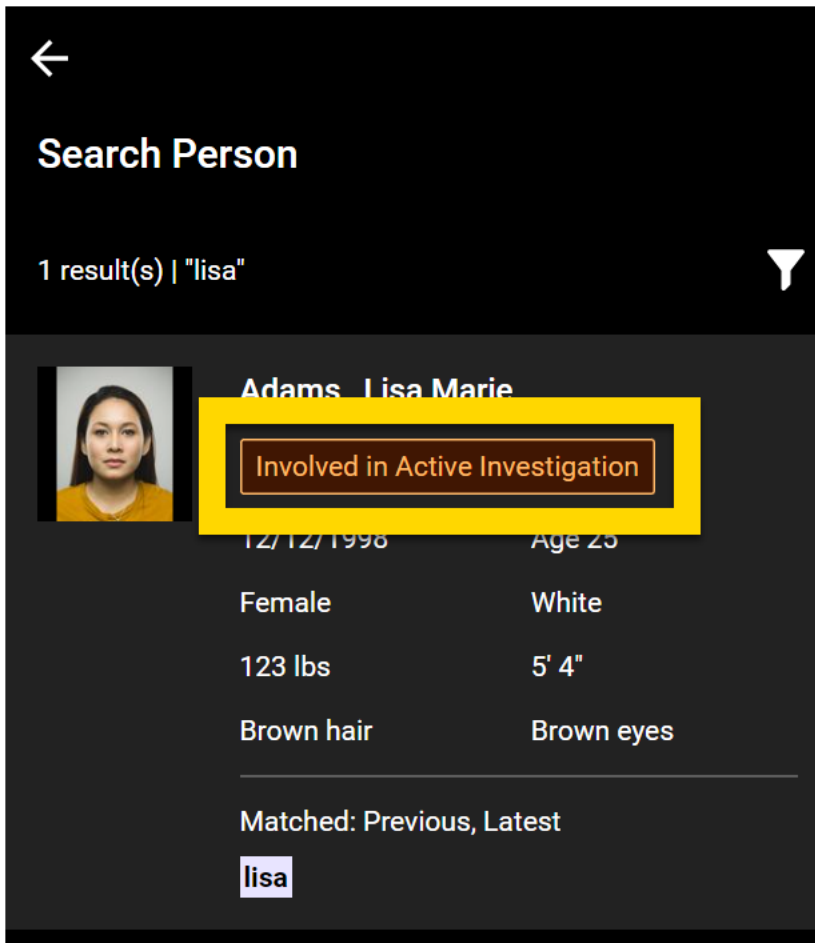 Search Person
1 result(s) | "lisa"
Adams, Lisa Marie
Involved in Active Investigation
12/12/1998 Age 25
Female White
123 lbs 5' 4"
Brown hair Brown eyes
Matched: Previous, Latest
lisa